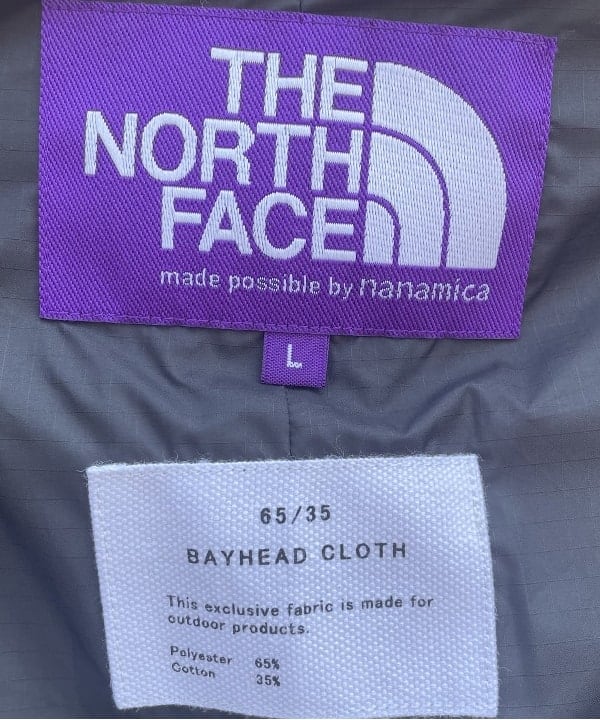 THE
NORTH
FACE
made possible by nanamica
L
65/35
BAYHEAD CLOTH
This exclusive fabric is made for
outdoor products.
Polyester 65%
Cotton 35%